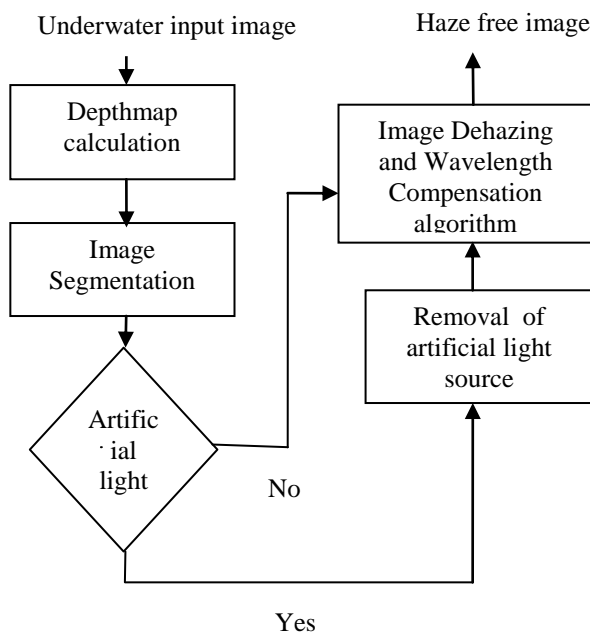 Underwater input image
Depthmap
calculation
Image
Segmentation
Artific
ial
light
No
Yes
Haze free image
Image Dehazing
and Wavelength
Compensation
algorithm
Removal of
artificial light
source